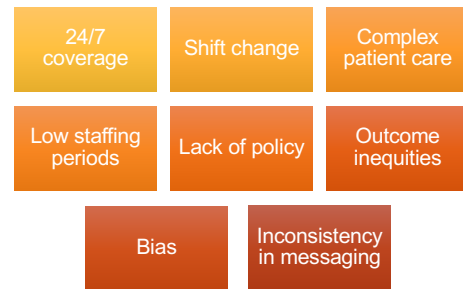 24/7
coverage
Shift change
Complex
patient care
Low staffing
periods
Lack of policy
Outcome
inequities
Bias
Inconsistency
in messaging